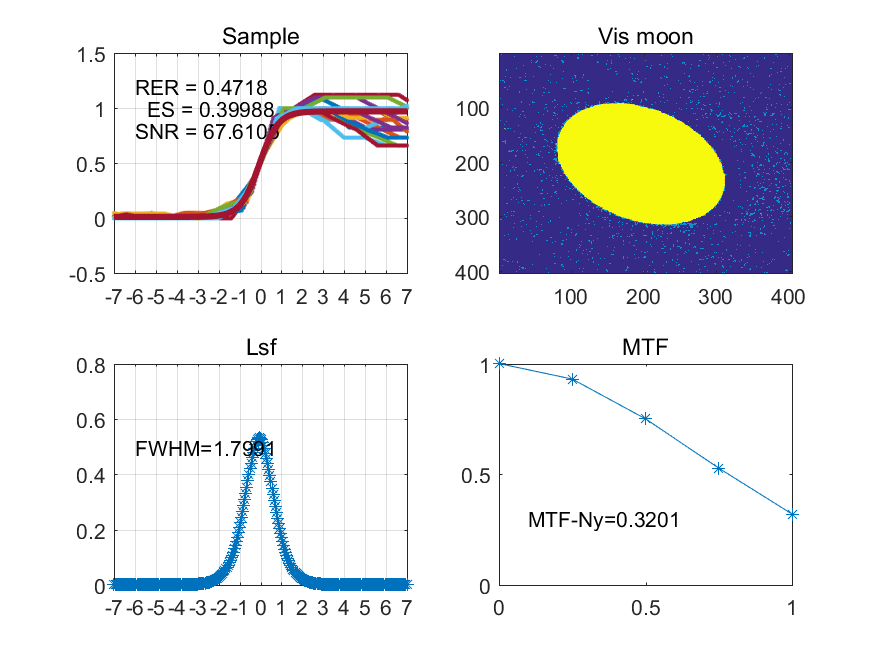 Sample
1.5
1
0.5
0
-0.5
RER = 0.4718
ES = 0.39988
SNR = 67.6105
-7 -6 -5 -4 -3 -2 -1 0 1 2 3 4 5 6 7
Vis moon
100
200
300
400
100 200 300 400
Lsf
0.8
0.6
0.4
0.2
0
FWHM=1.7991
-7 -6 -5 -4 -3 -2 -1 0 1 2 3 4 5 6 7
MTF
1
0.5
0
MTF-Ny=0.3201
0 0.5 1